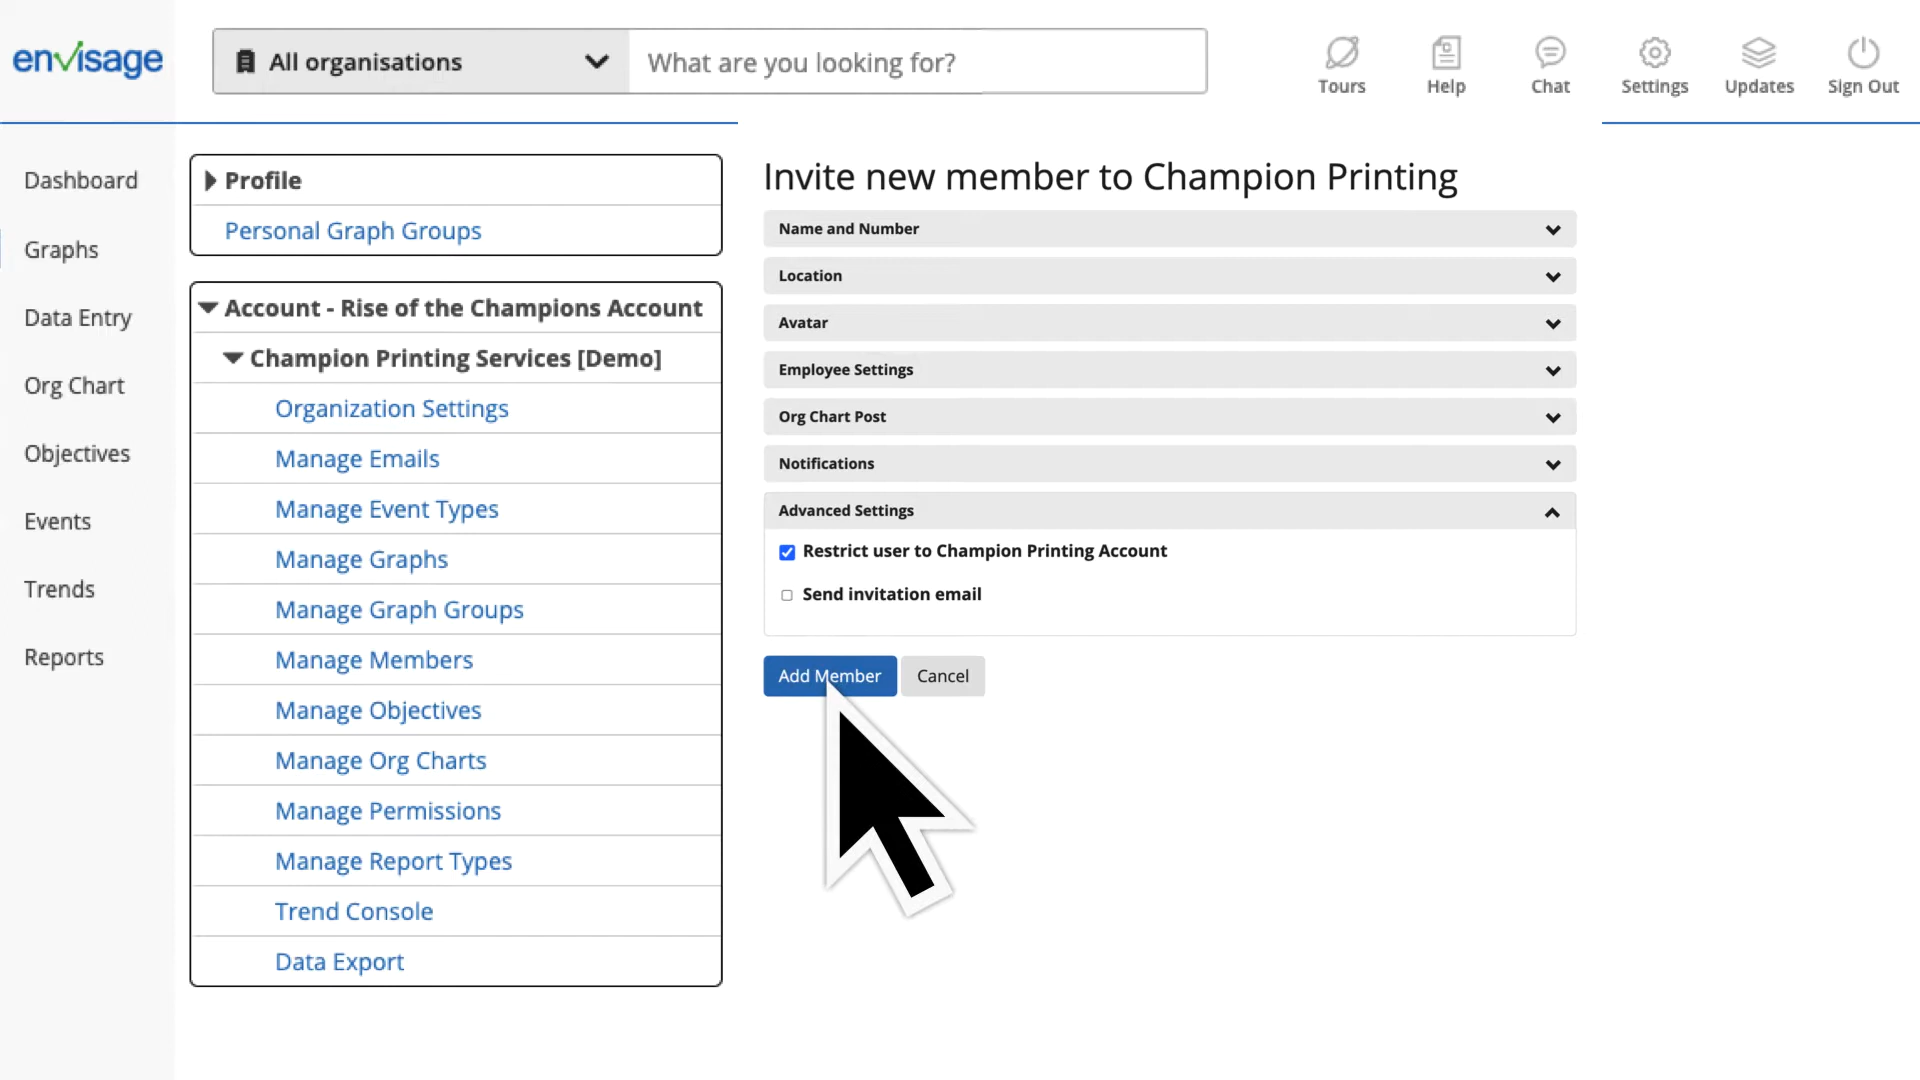 envisage
All organisations
What are you looking for?
Tours
Help
Chat
Settings
Updates
Sign Out
Dashboard
Graphs
Data Entry
Org Chart
Objectives
Events
Trends
Reports
Profile
Personal Graph Groups
Account - Rise of the Champions Account
Champion Printing Services [Demo]
Organization Settings
Manage Emails
Manage Event Types
Manage Graphs
Manage Graph Groups
Manage Members
Manage Objectives
Manage Org Charts
Manage Permissions
Manage Report Types
Trend Console
Data Export
Invite new member to Champion Printing
Name and Number
Location
Avatar
Employee Settings
Org Chart Post
Notifications
Advanced Settings
Restrict user to Champion Printing Account
Send invitation email
Add Member
Cancel